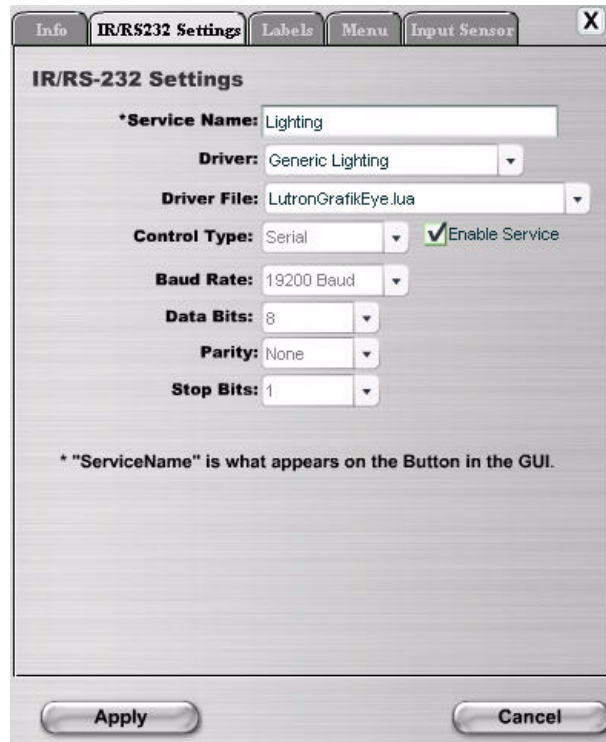 Info IR/RS232 Settings Labels Menu Input Sensor X
IR/RS-232 Settings
*Service Name: Lighting
Driver: Generic Lighting
Driver File: LutronGrafikEye.lua
Control Type: Serial Enable Service
Baud Rate: 19200 Baud
Data Bits: 8
Parity: None
Stop Bits: 1
* "ServiceName" is what appears on the Button in the GUI.
Apply Cancel